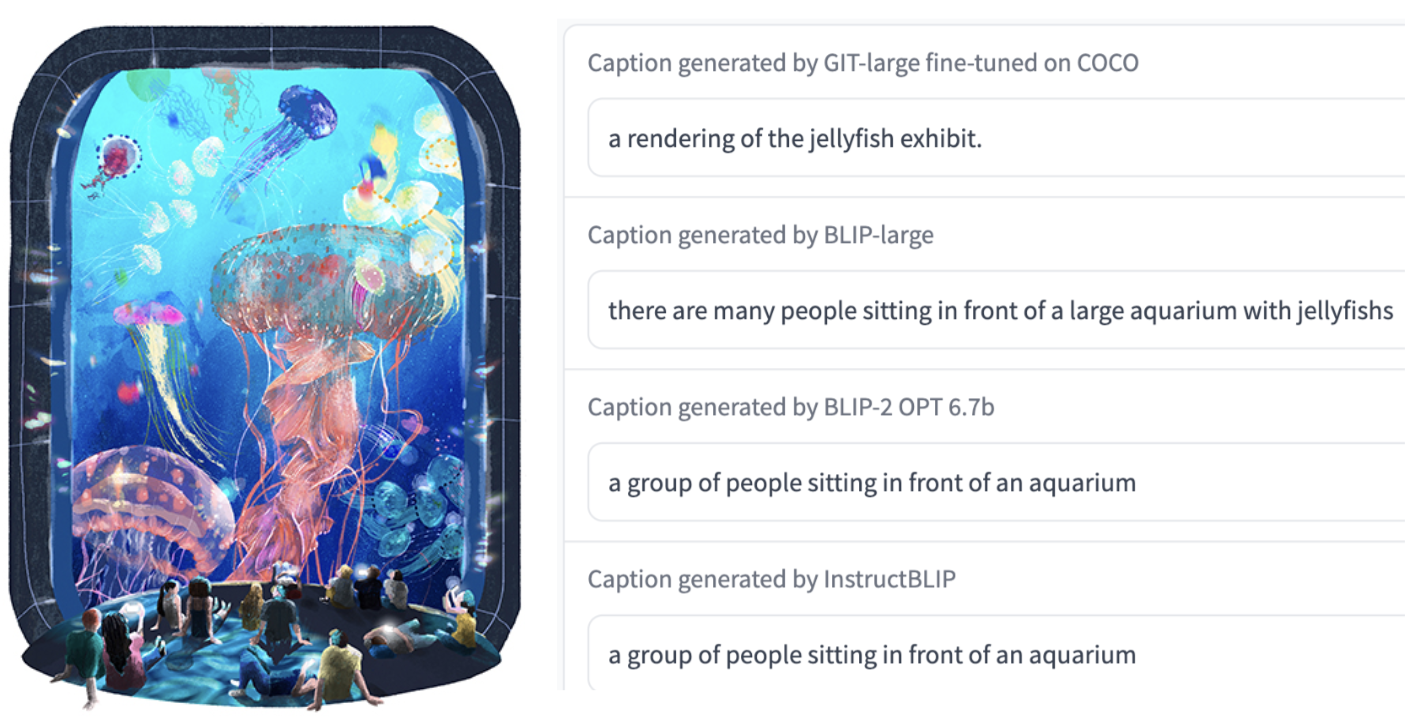 Caption generated by GIT-large fine-tuned on COCO
a rendering of the jellyfish exhibit.
Caption generated by BLIP-large
there are many people sitting in front of a large aquarium with jellyfishs
Caption generated by BLIP-2 OPT 6.7b
a group of people sitting in front of an aquarium
Caption generated by InstructBLIP
a group of people sitting in front of an aquarium